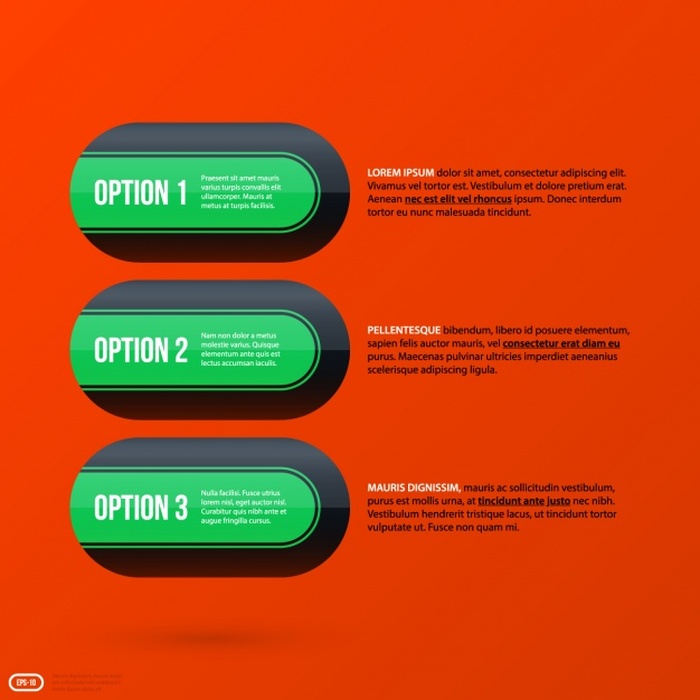 OPTION 1
Praesent sit amet mauris
varius turpis convallis elit
ullamcorper. Mauris at
metus at turpis facilisis.
LOREM IPSUM dolor sit amet, consectetur adipiscing elit.
Vivamus vel tortor est. Vestibulum et dolore pretium erat.
Aenean nec est elit vel rhoncus ipsum. Donec interdum
tortor eu nunc malesuada tincidunt.
OPTION 2
Nam non dolor a metus
molestie varius. Quisque
elementum ante quis est
lectus accumsan iaculis.
PELLENTESQUE bibendum, libero id posuere elementum,
sapien felis auctor mauris, vel consectetur erat diam eu
purus. Maecenas pulvinar ultricies imperdiet aeneanius
scelerisque adipiscing ligula.
OPTION 3
Nulla facilisi. Fusce utrius
lorem nisl, eget auctor nisl.
Curabitur quis nibh ante et
augue fringilla cursus.
MAURIS DIGNISSIM, mauris ac sollicitudin vestibulum,
purus est mollis urna, at tincidunt ante justo nec nibh.
Vestibulum hendrerit tristique lacus, ut tincidunt tortor
vulputate ut. Fusce non quam mi.
EPS·10